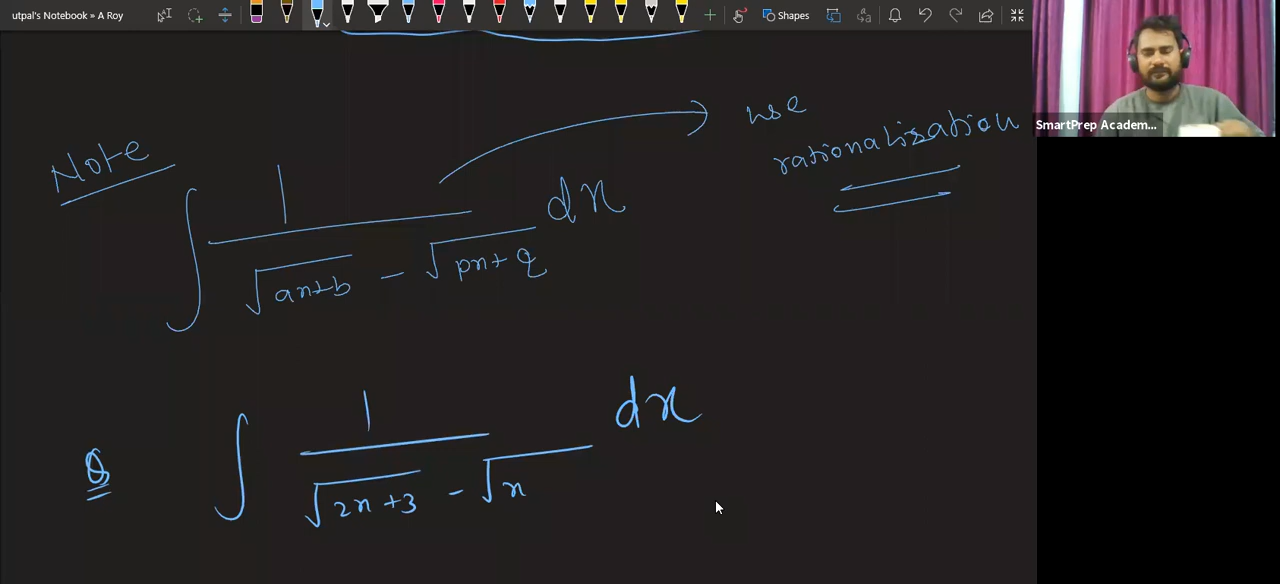 utpal's Notebook » A Roy
Shapes
SmartPrep Academ...
Note
∫ 1/(√(ax+b) - √(px+q)) dx
use
rationalisation
Q
∫ 1/(√(2x+3) - √x) dx